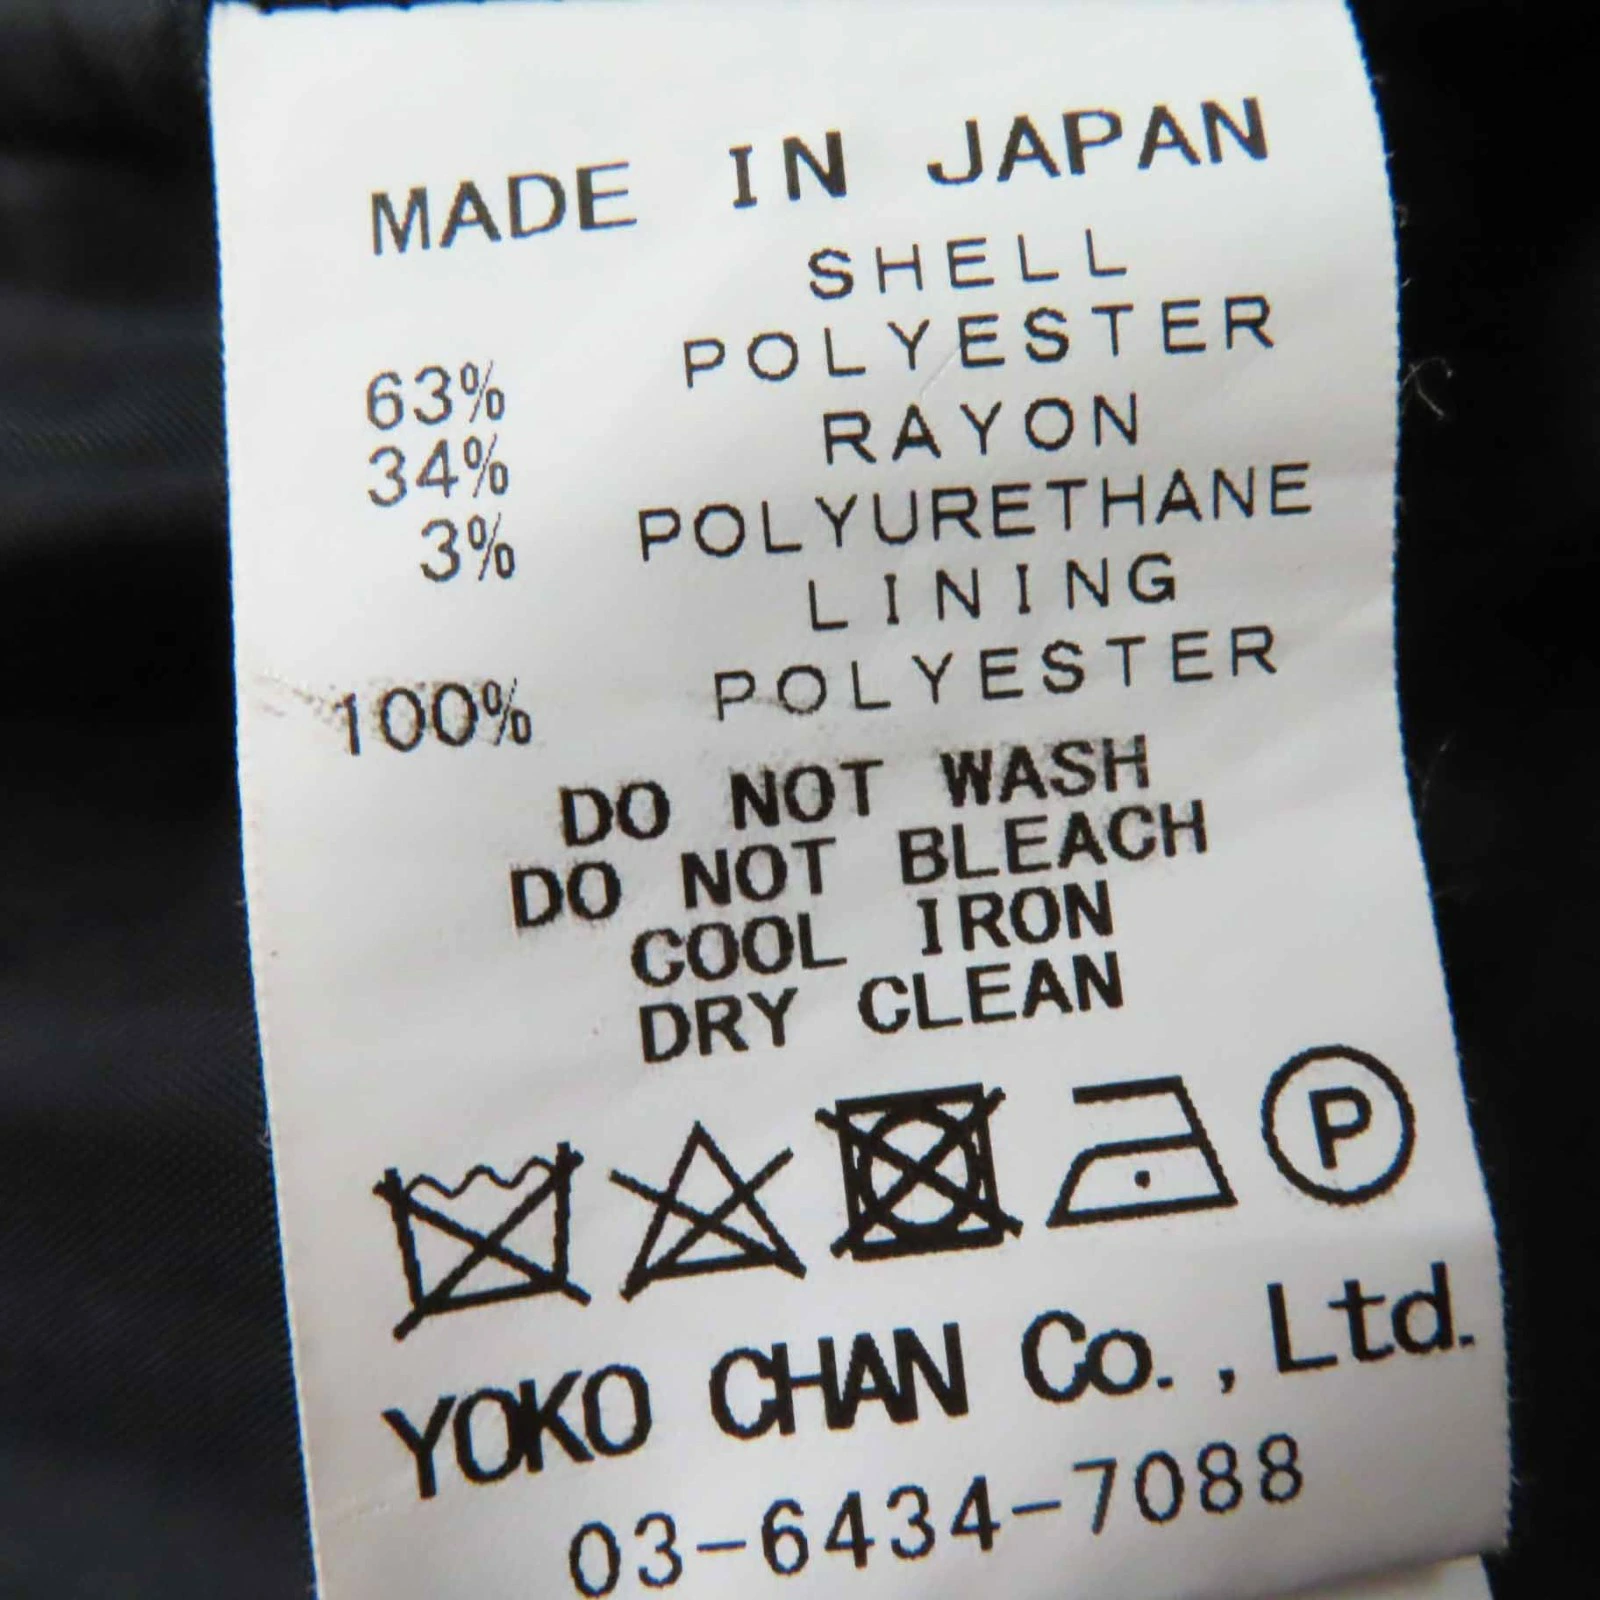 MADE IN JAPAN
SHELL
63% POLYESTER
34% RAYON
3% POLYURETHANE
LINING
100% POLYESTER
DO NOT WASH
DO NOT BLEACH
COOL IRON
DRY CLEAN
P
YOKO CHAN Co., Ltd.
03-6434-7088